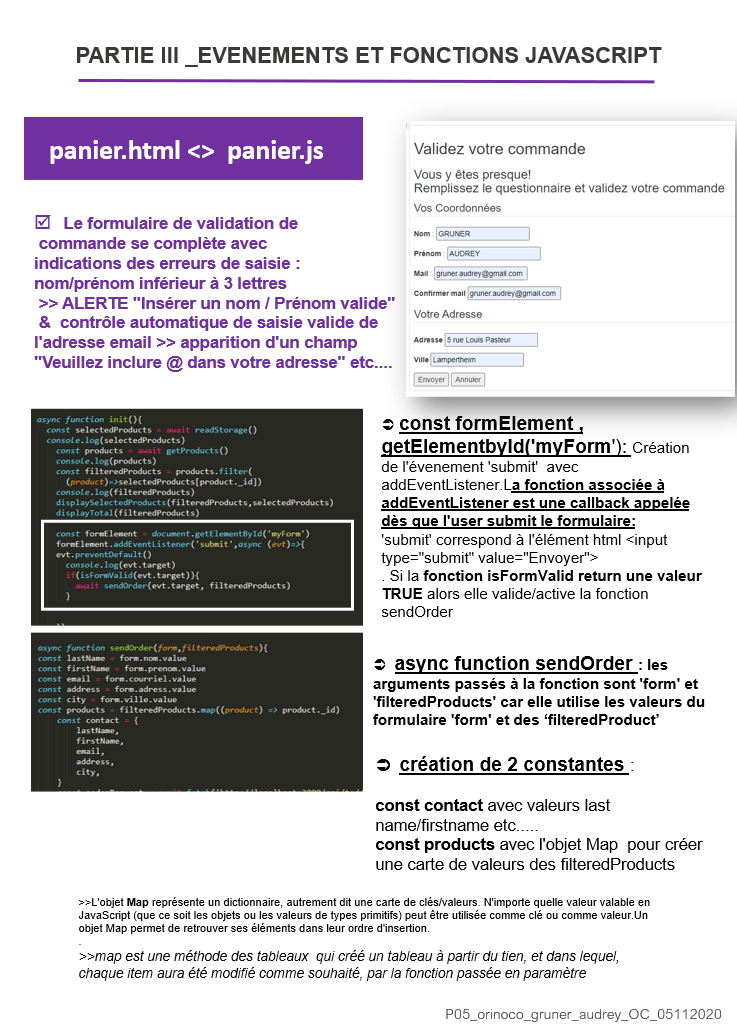 PARTIE III _EVENEMENTS ET FONCTIONS JAVASCRIPT
panier.html <> panier.js
Le formulaire de validation de
commande se complète avec
indications des erreurs de saisie :
nom/prénom inférieur à 3 lettres
>> ALERTE "Insérer un nom / Prénom valide"
& contrôle automatique de saisie valide de
l'adresse email >> apparition d'un champ
"Veuillez inclure @ dans votre adresse" etc....
Validez votre commande
Vous y êtes presque!
Remplissez le questionnaire et validez votre commande
Vos Coordonnées
Nom : GRUNER
Prénom : AUDREY
Mail : gruner.audrey@gmail.com
Confirmer mail gruner.audrey@gmail.com
Votre Adresse
Adresse 5 rue Louis Pasteur
Ville Lampertheim
Envoyer Annuler
async function init(){
const selectedProducts = await readStorage()
console.log(selectedProducts)
const products = await getProducts()
console.log(products)
const filteredProducts = products.filter(
(product)=>selectedProducts[product._id])
console.log(filteredProducts)
displaySelectedProducts(filteredProducts,selectedProducts)
displayTotal(filteredProducts)
const formElement = document.getElementById('myForm')
formElement.addEventListener('submit',async (evt)=>{
evt.preventDefault()
console.log(evt.target)
if(isFormValid(evt.target)){
await sendOrder(evt.target, filteredProducts)
}
async function sendOrder(form,filteredProducts){
const lastName = form.nom.value
const firstName = form.prenom.value
const email = form.courriel.value
const address = form.adress.value
const city = form.ville.value
const products = filteredProducts.map((product) => product._id)
const contact = {
lastName,
firstName,
email,
address,
city,
}
➲ const formElement ,
getElementbyId('myForm'): Création
de l'évenement 'submit' avec
addEventListener.La fonction associée à
addEventListener est une callback appelée
dès que l'user submit le formulaire:
'submit' correspond à l'élément html <input
type="submit" value="Envoyer">
. Si la fonction isFormValid return une valeur
TRUE alors elle valide/active la fonction
sendOrder
➲ async function sendOrder : les
arguments passés à la fonction sont 'form' et
'filteredProducts' car elle utilise les valeurs du
formulaire 'form' et des ‘filteredProduct’
➲ création de 2 constantes :
const contact avec valeurs last
name/firstname etc.....
const products avec l'objet Map pour créer
une carte de valeurs des filteredProducts
>>L'objet Map représente un dictionnaire, autrement dit une carte de clés/valeurs. N'importe quelle valeur valable en
JavaScript (que ce soit les objets ou les valeurs de types primitifs) peut être utilisée comme clé ou comme valeur.Un
objet Map permet de retrouver ses éléments dans leur ordre d'insertion.
.
>>map est une méthode des tableaux qui créé un tableau à partir du tien, et dans lequel,
chaque item aura été modifié comme souhaité, par la fonction passée en paramètre
P05_orinoco_gruner_audrey_OC_05112020